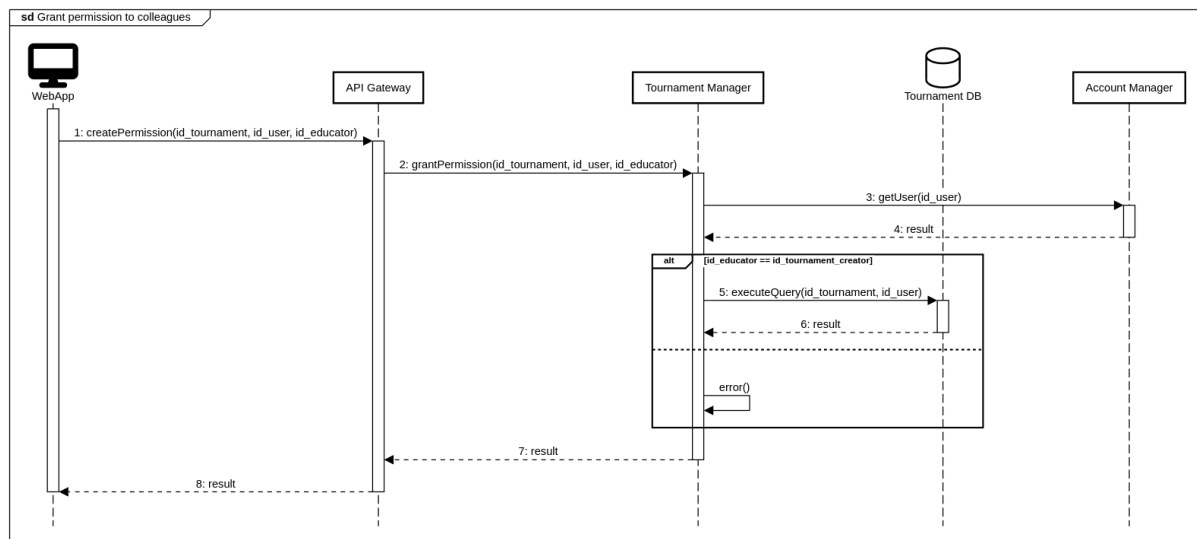 sd Grant permission to colleagues
WebApp
API Gateway
Tournament Manager
Tournament DB
Account Manager
1: createPermission(id_tournament, id_user, id_educator)
2: grantPermission(id_tournament, id_user, id_educator)
3: getUser(id_user)
4: result
alt
[id_educator == id_tournament_creator]
5: executeQuery(id_tournament, id_user)
6: result
error()
7: result
8: result